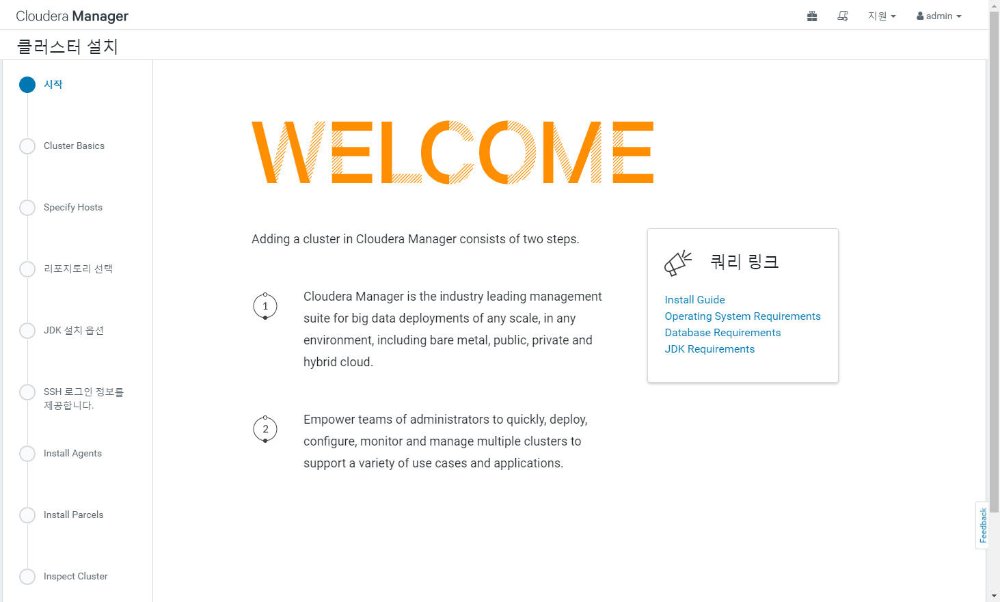 Cloudera Manager
지원
admin
클러스터 설치
시작
Cluster Basics
Specify Hosts
리포지토리 선택
JDK 설치 옵션
SSH 로그인 정보를
제공합니다.
Install Agents
Install Parcels
Inspect Cluster
WELCOME
Adding a cluster in Cloudera Manager consists of two steps.
1
Cloudera Manager is the industry leading management
suite for big data deployments of any scale, in any
environment, including bare metal, public, private and
hybrid cloud.
2
Empower teams of administrators to quickly, deploy,
configure, monitor and manage multiple clusters to
support a variety of use cases and applications.
쿼리 링크
Install Guide
Operating System Requirements
Database Requirements
JDK Requirements
Feedback